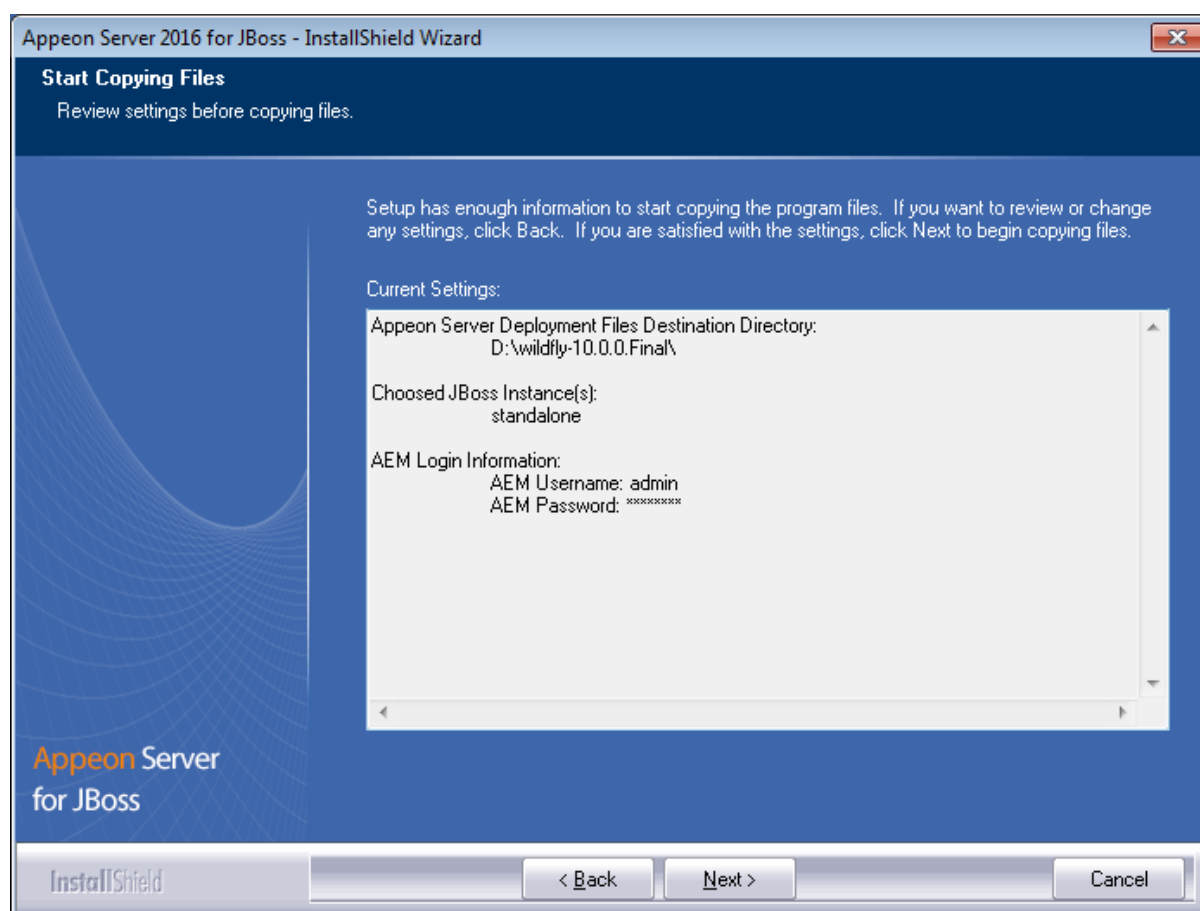 Appeon Server 2016 for JBoss - InstallShield Wizard
Start Copying Files
Review settings before copying files.
Setup has enough information to start copying the program files. If you want to review or change
any settings, click Back. If you are satisfied with the settings, click Next to begin copying files.
Current Settings:
Appeon Server Deployment Files Destination Directory:
D:\wildfly-10.0.0.Final\
Choosed JBoss Instance(s):
standalone
AEM Login Information:
AEM Username: admin
AEM Password: ********
Appeon Server
for JBoss
InstallShield
< Back
Next >
Cancel